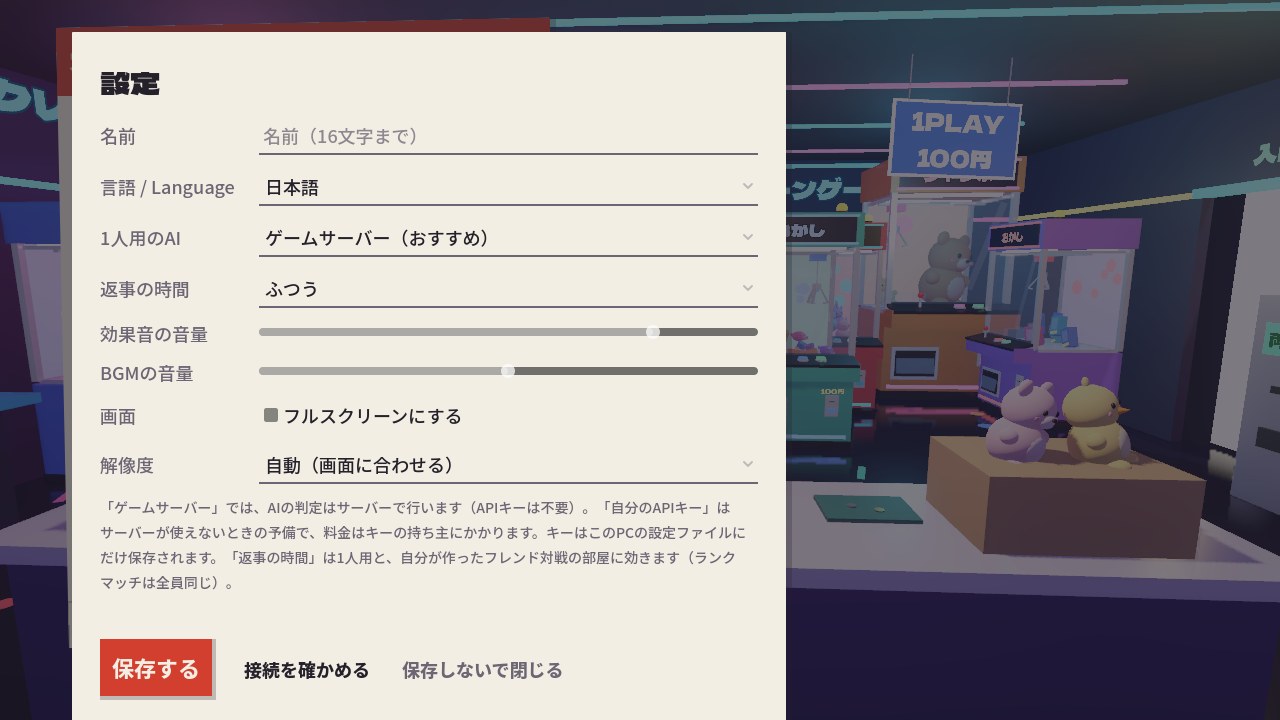 設定
名前
名前（16文字まで）
言語 / Language
日本語
1人用のAI
ゲームサーバー（おすすめ）
返事の時間
ふつう
効果音の音量
BGMの音量
画面
フルスクリーンにする
解像度
自動（画面に合わせる）
「ゲームサーバー」では、AIの判定はサーバーで行います（APIキーは不要）。「自分のAPIキー」は
サーバーが使えないときの予備で、料金はキーの持ち主にかかります。キーはこのPCの設定ファイルに
だけ保存されます。「返事の時間」は1人用と、自分が作ったフレンド対戦の部屋に効きます（ランク
マッチは全員同じ）。
保存する
接続を確かめる
保存しないで閉じる
1PLAY
100円
おかし
100円